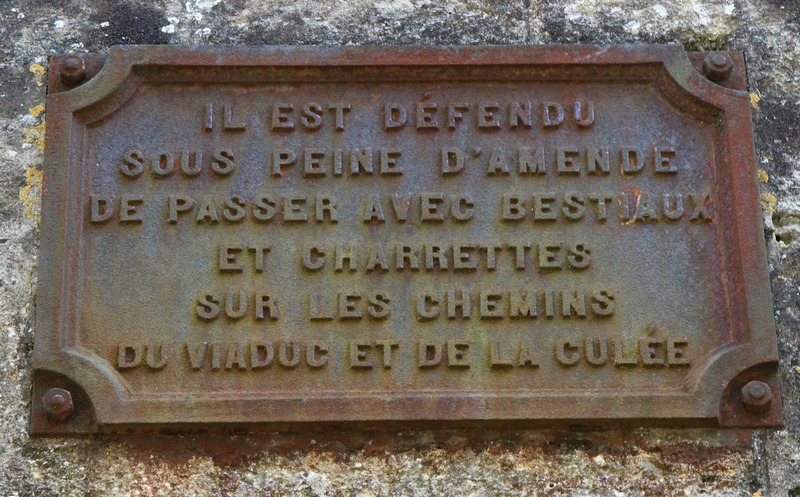 IL EST DÉFENDU
SOUS PEINE D'AMENDE
DE PASSER AVEC BESTIAUX
ET CHARRETTES
SUR LES CHEMINS
DU VIADUC ET DE LA CULÉE